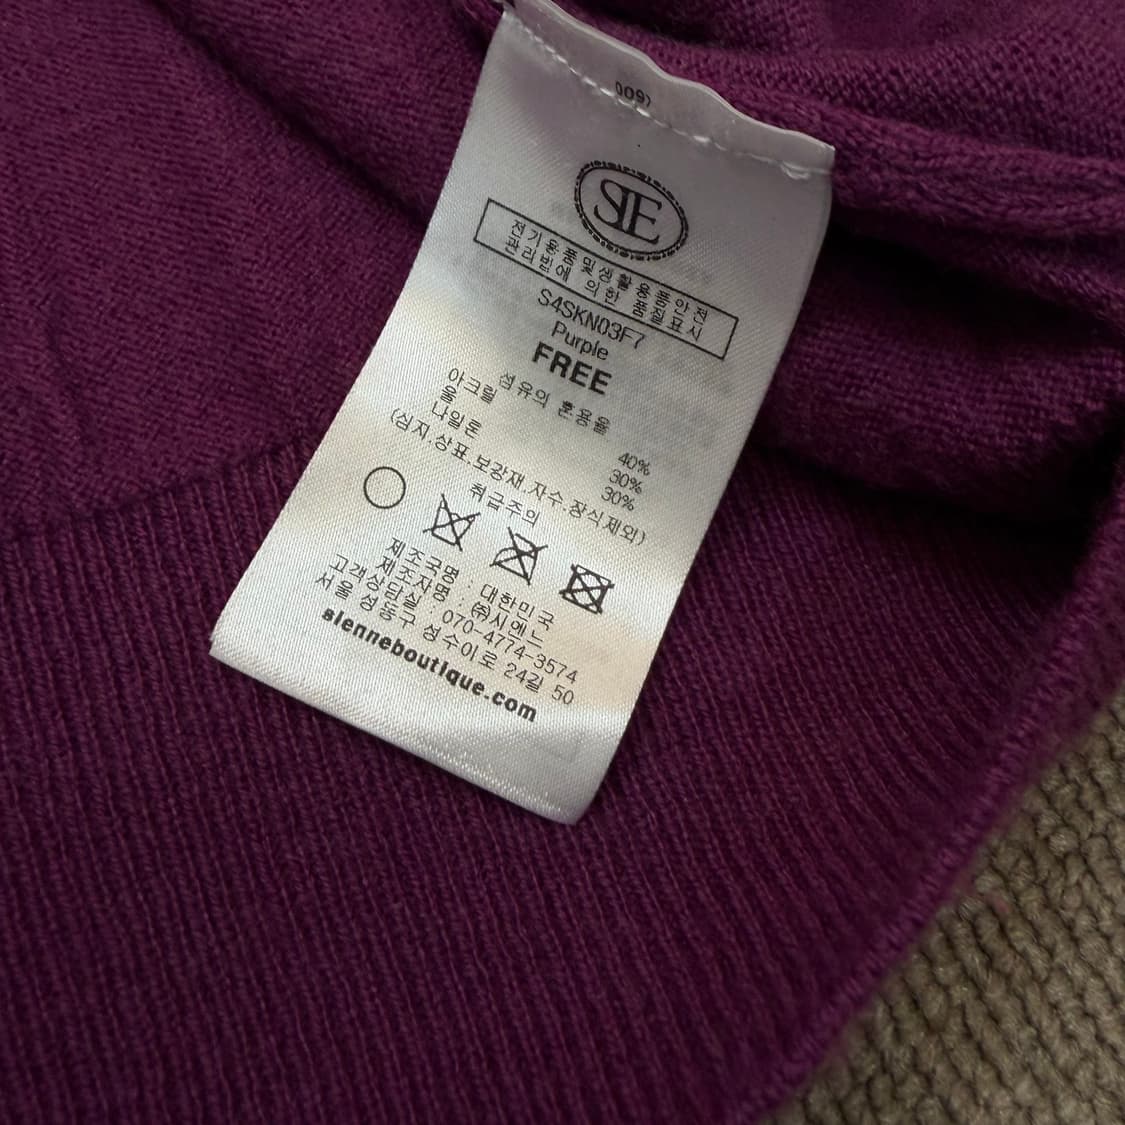 009)
SIE
전기용품 및 생활용품 안전
관리법에 의한 품질표시
S4SKN03F7
Purple
FREE
섬유의 혼용율
아크릴 40%
울 30%
나일론 30%
(심지.상표.보강재.자수.장식제외)
취급주의
제조국명 : 대한민국
제조자명 : ㈜시엔느
고객상담실 : 070-4774-3574
서울 성동구 성수이로 24길 50
sienneboutique.com